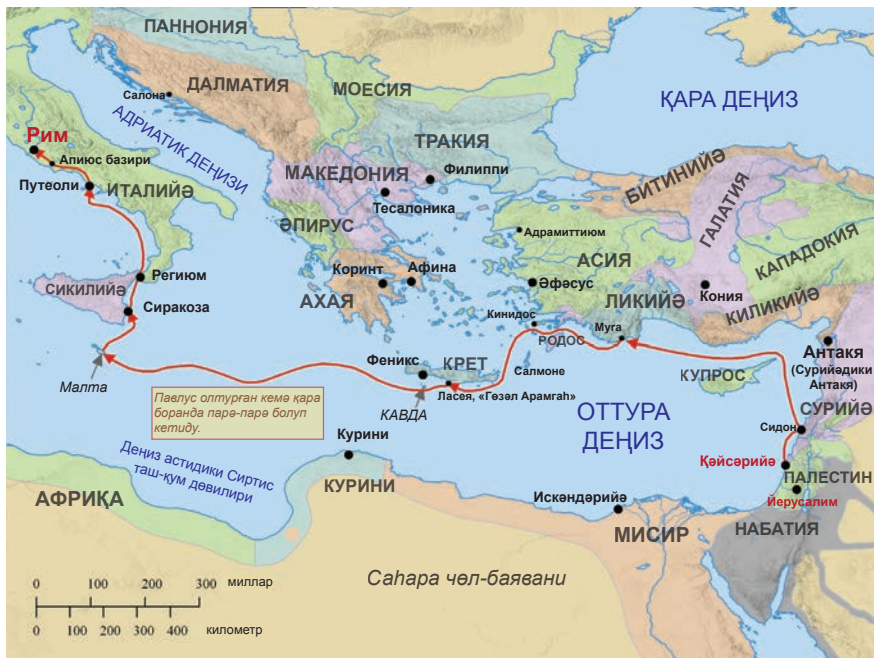 ПАННОНИЯ
ДАЛМАТИЯ
МОЕСИЯ
Салона
ҚАРА ДЕҢИЗ
АДРИАТИК ДЕҢИЗИ
Рим
Апиюс базири
ТРАКИЯ
МАКЕДОНИЯ
Филиппи
БИТИНИЙӘ
Путеоли
ИТАЛИЙӘ
Тесалоника
ГАЛАТИЯ
ӘПИРУС
Адрамиттиюм
КАПАДОКИЯ
АСИЯ
СИКИЛИЙӘ
Региюм
Коринт
Афина
Әфәсус
АХАЯ
ЛИКИЙӘ
Кония
КИЛИКИЙӘ
Сиракоза
Кинидос
Муга
РОДОС
Антакя
(Сурийәдики
Антакя)
Малта
Феникс
КРЕТ
Салмоне
КУПРОС
СУРИЙӘ
Павлус олтурған кемә қара
боранда парә-парә болуп
кетиду.
КАВДА
Ласея, «Гөзәл Арамгаһ»
ОТТУРА
ДЕҢИЗ
Сидон
Деңиз астидики Сиртис
таш-қум дөвилири
Курини
Қәйсәрийә
КУРИНИ
ПАЛЕСТИН
Йерусалим
АФРИҚА
Искәндәрийә
МИСИР
НАБАТИЯ
Саһара чөл-баявани
0 100 200 300 миллар
0 100 200 300 400 километр